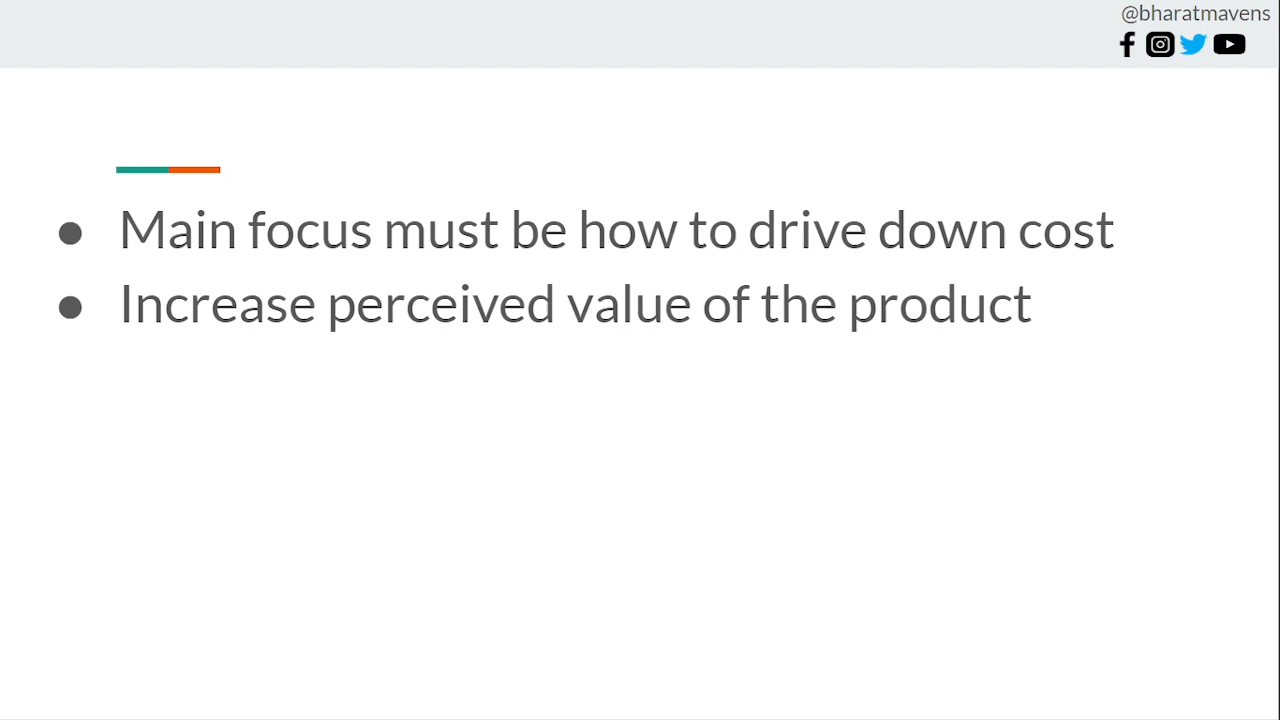 @bharatmavens
● Main focus must be how to drive down cost
● Increase perceived value of the product